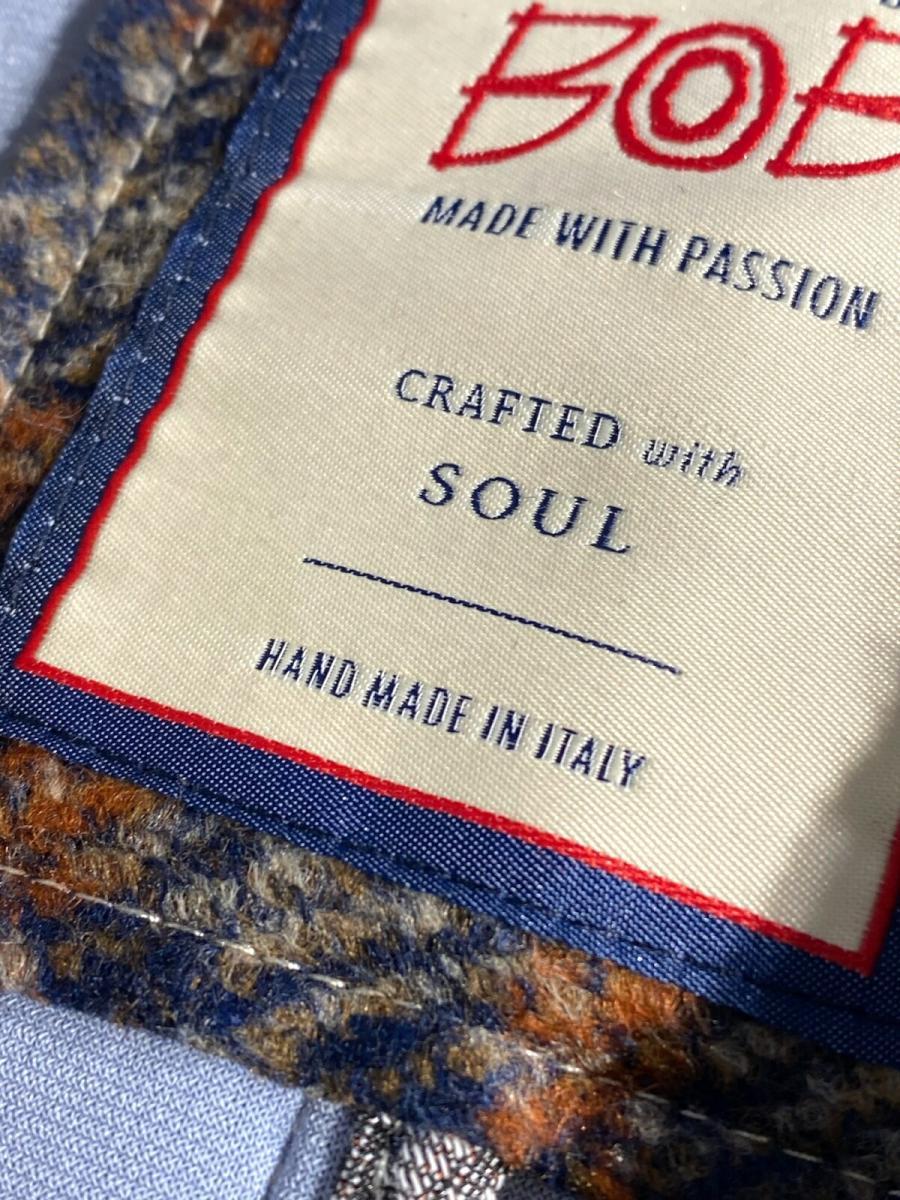 BOB
MADE WITH PASSION
CRAFTED with
SOUL
HAND MADE IN ITALY